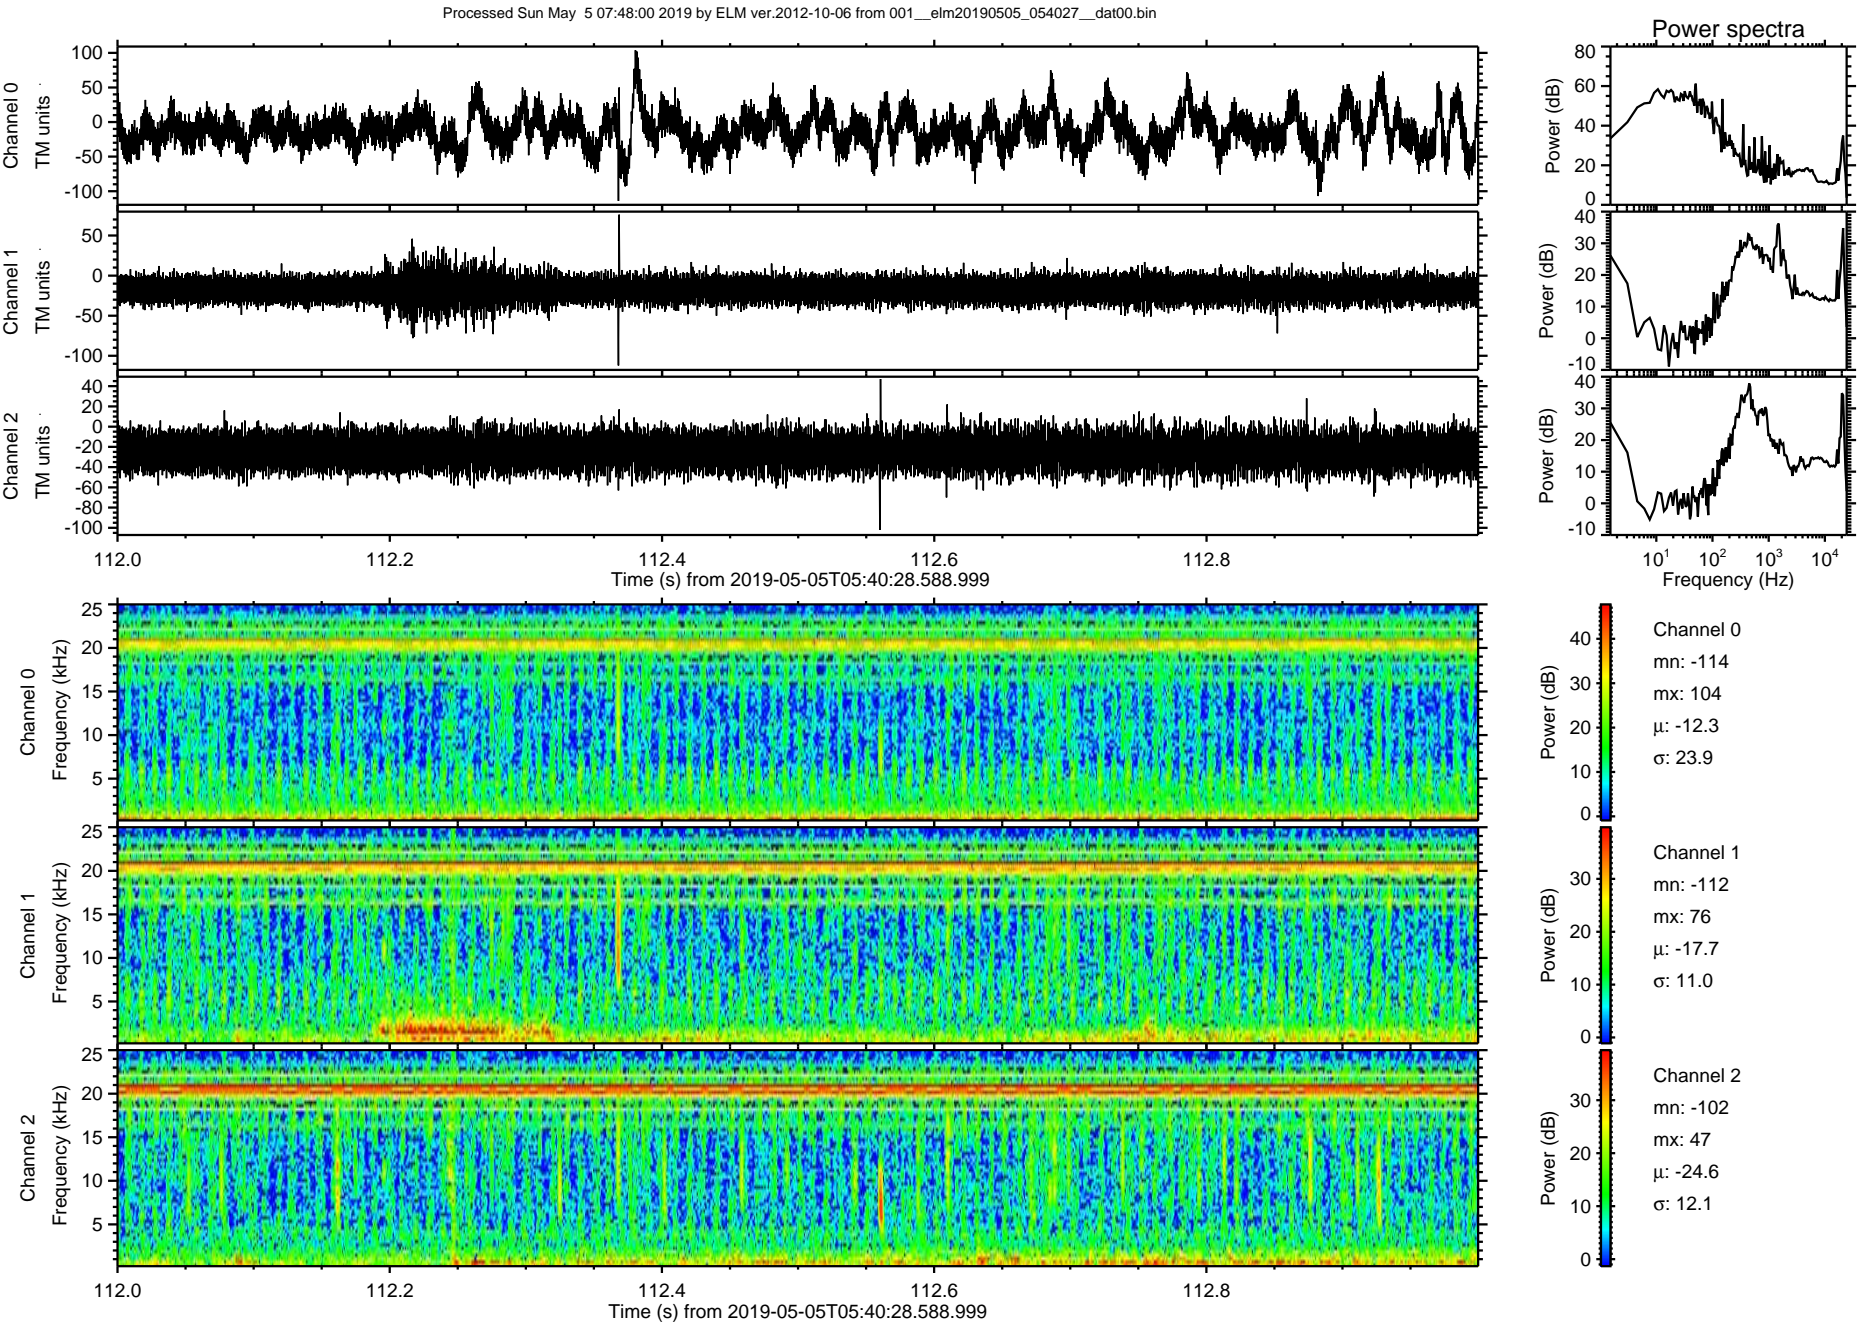 Processed Sun May  5 07:48:00 2019 by ELM ver.2012-10-06 from 001__elm20190505_054027__dat00.bin
Power spectra
Channel 0
TM units
100
50
0
-50
-100
Power (dB)
80
60
40
20
0
Channel 1
TM units
50
0
-50
-100
Power (dB)
40
30
20
10
0
-10
Channel 2
TM units
40
20
0
-20
-40
-60
-80
-100
Power (dB)
40
30
20
10
0
-10
112.0 112.2 112.4 112.6 112.8
Time (s) from 2019-05-05T05:40:28.588.999
10¹ 10² 10³ 10⁴
Frequency (Hz)
Channel 0
Frequency (kHz)
25
20
15
10
5
Power (dB)
40
30
20
10
0
Channel 0
mn: -114
mx: 104
μ: -12.3
σ: 23.9
Channel 1
Frequency (kHz)
25
20
15
10
5
Power (dB)
30
20
10
0
Channel 1
mn: -112
mx: 76
μ: -17.7
σ: 11.0
Channel 2
Frequency (kHz)
25
20
15
10
5
Power (dB)
30
20
10
0
Channel 2
mn: -102
mx: 47
μ: -24.6
σ: 12.1
112.0 112.2 112.4 112.6 112.8
Time (s) from 2019-05-05T05:40:28.588.999